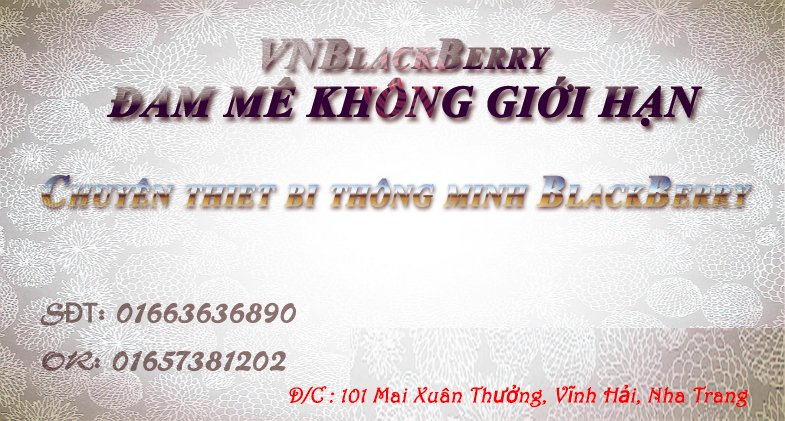 VNBlackBerry
ĐAM MÊ KHÔNG GIỚI HẠN
Chuyên thiet bi thông minh BlackBerry
SĐT: 01663636890
OR: 01657381202
Đ/C : 101 Mai Xuân Thưởng, Vĩnh Hải, Nha Trang